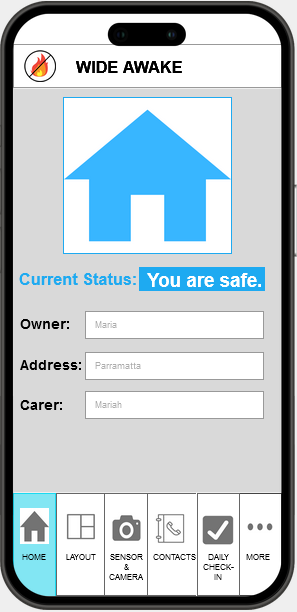 WIDE AWAKE
Current Status: You are safe.
Owner: Maria
Address: Parramatta
Carer: Mariah
HOME
LAYOUT
SENSOR
&
CAMERA
CONTACTS
DAILY
CHECK-
IN
MORE